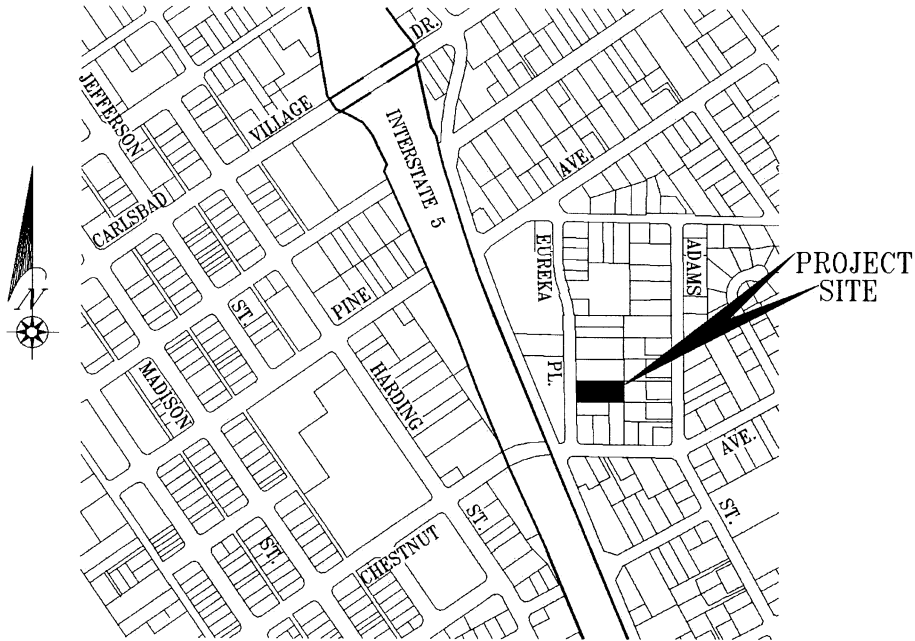 DR.
JEFFERSON
VILLAGE
INTERSTATE 5
AVE.
CARLSBAD
EUREKA
ADAMS
PROJECT
SITE
N
ST.
PINE
PL.
MADISON
HARDING
AVE.
ST.
ST.
ST.
CHESTNUT